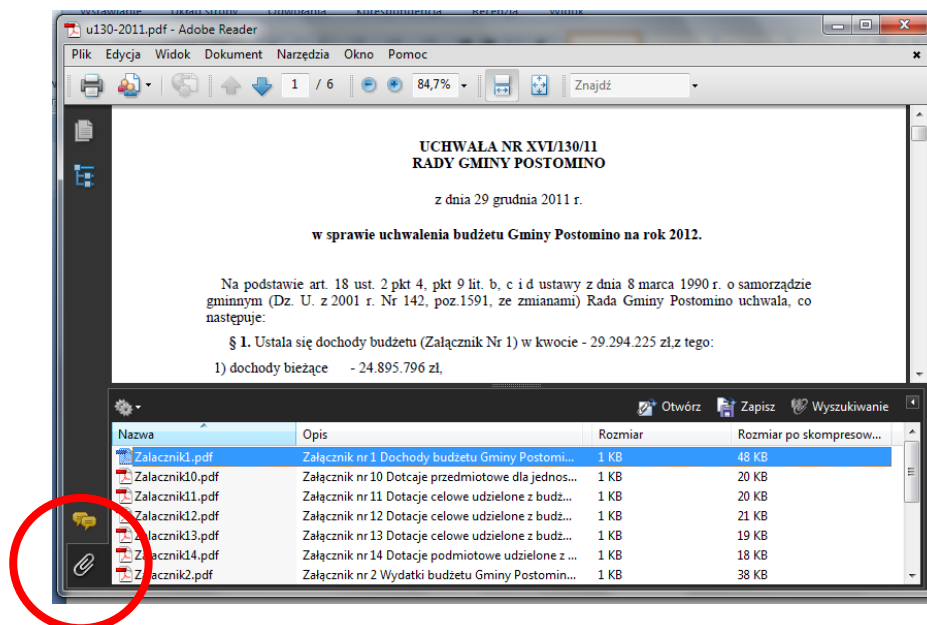 u130-2011.pdf - Adobe Reader
Plik Edycja Widok Dokument Narzędzia Okno Pomoc
1 / 6 84,7% Znajdź
UCHWAŁA NR XVI/130/11
RADY GMINY POSTOMINO
z dnia 29 grudnia 2011 r.
w sprawie uchwalenia budżetu Gminy Postomino na rok 2012.
Na podstawie art. 18 ust. 2 pkt 4, pkt 9 lit. b, c i d ustawy z dnia 8 marca 1990 r. o samorządzie
gminnym (Dz. U. z 2001 r. Nr 142, poz.1591, ze zmianami) Rada Gminy Postomino uchwala, co
następuje:
§ 1. Ustala się dochody budżetu (Załącznik Nr 1) w kwocie - 29.294.225 zł,z tego:
1) dochody bieżące - 24.895.796 zł,
Otwórz Zapisz Wyszukiwanie
Nazwa Opis Rozmiar Rozmiar po skompresow...
Zalacznik1.pdf Załącznik nr 1 Dochody budżetu Gminy Postomi... 1 KB 48 KB
Zalacznik10.pdf Załącznik nr 10 Dotcaje przedmiotowe dla jednos... 1 KB 20 KB
Zalacznik11.pdf Załącznik nr 11 Dotacje celowe udzielone z budż... 1 KB 20 KB
Zalacznik12.pdf Załącznik nr 12 Dotacje celowe udzielone z budż... 1 KB 21 KB
Zalacznik13.pdf Załącznik nr 13 Dotacje celowe udzielone z budż... 1 KB 19 KB
Zalacznik14.pdf Załącznik nr 14 Dotacje podmiotowe udzielone z ... 1 KB 18 KB
Zalacznik2.pdf Załącznik nr 2 Wydatki budżetu Gminy Postomin... 1 KB 38 KB